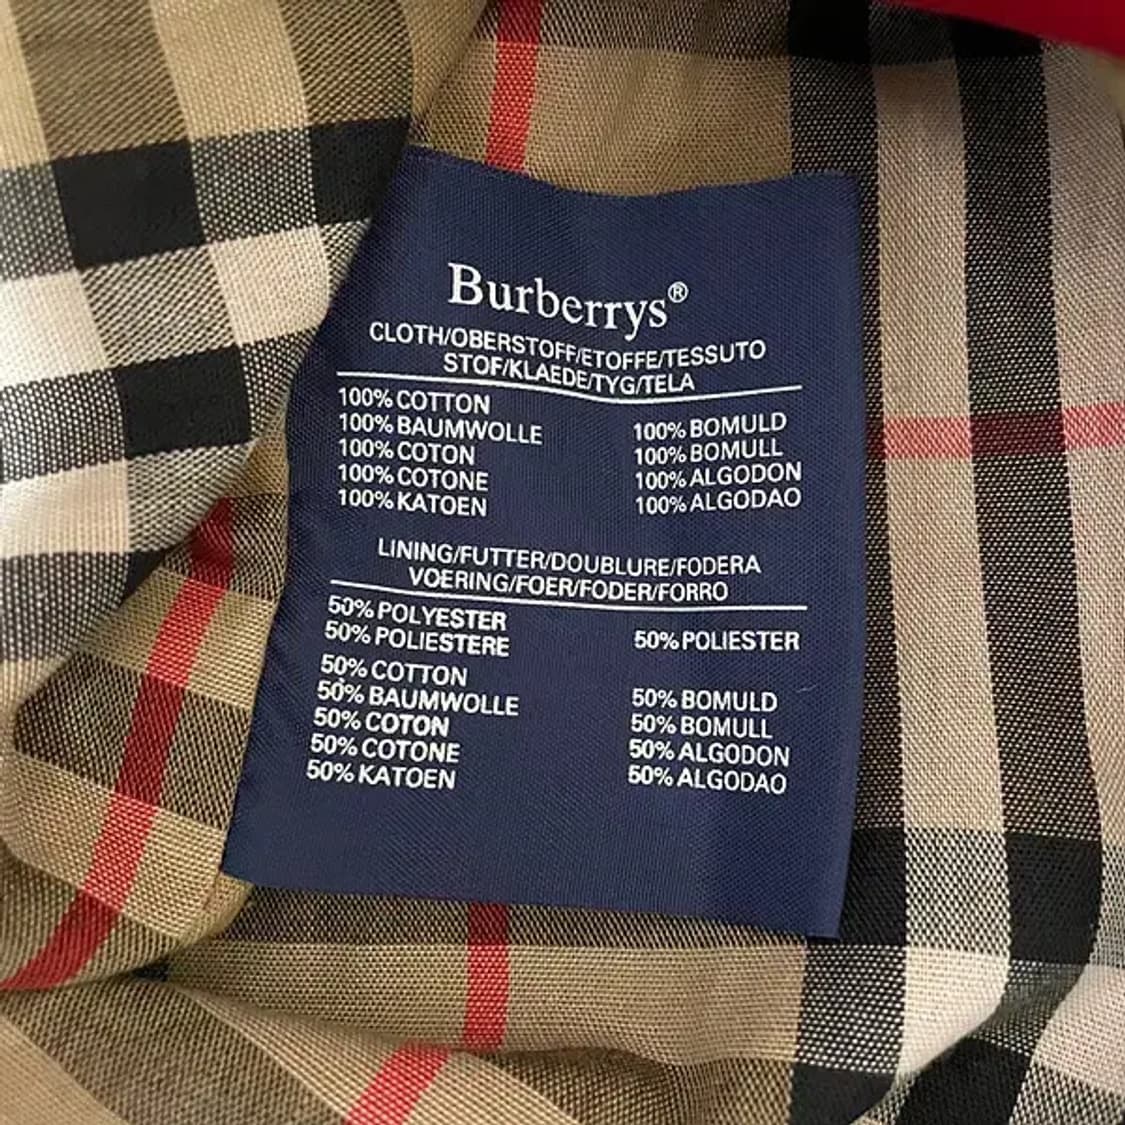 Burberrys®
CLOTH/OBERSTOFF/ETOFFE/TESSUTO
STOF/KLAEDE/TYG/TELA
100% COTTON
100% BAUMWOLLE 100% BOMULD
100% COTON 100% BOMULL
100% COTONE 100% ALGODON
100% KATOEN 100% ALGODAO
LINING/FUTTER/DOUBLURE/FODERA
VOERING/FOER/FODER/FORRO
50% POLYESTER
50% POLIESTERE 50% POLIESTER
50% COTTON
50% BAUMWOLLE 50% BOMULD
50% COTON 50% BOMULL
50% COTONE 50% ALGODON
50% KATOEN 50% ALGODAO